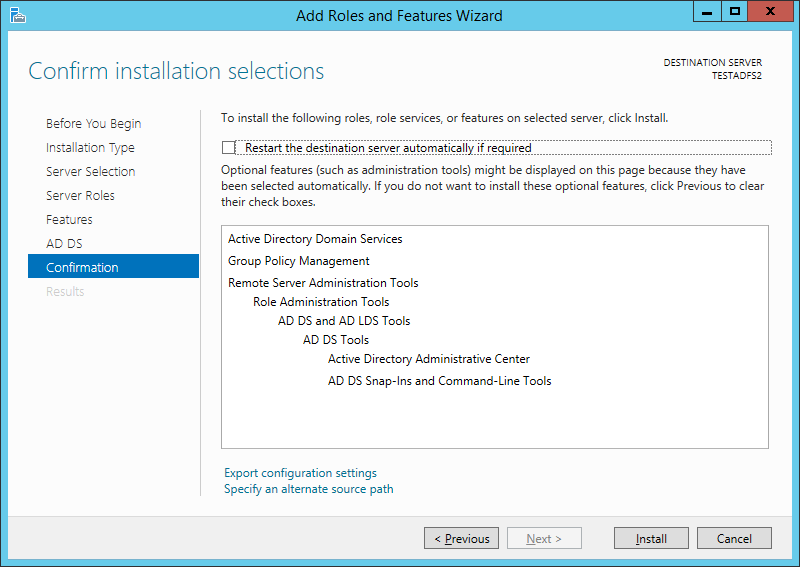 Add Roles and Features Wizard
Confirm installation selections
DESTINATION SERVER
TESTADFS2
Before You Begin
Installation Type
Server Selection
Server Roles
Features
AD DS
Confirmation
Results
To install the following roles, role services, or features on selected server, click Install.
Restart the destination server automatically if required
Optional features (such as administration tools) might be displayed on this page because they have
been selected automatically. If you do not want to install these optional features, click Previous to clear
their check boxes.
Active Directory Domain Services
Group Policy Management
Remote Server Administration Tools
Role Administration Tools
AD DS and AD LDS Tools
AD DS Tools
Active Directory Administrative Center
AD DS Snap-Ins and Command-Line Tools
Export configuration settings
Specify an alternate source path
< Previous
Next >
Install
Cancel